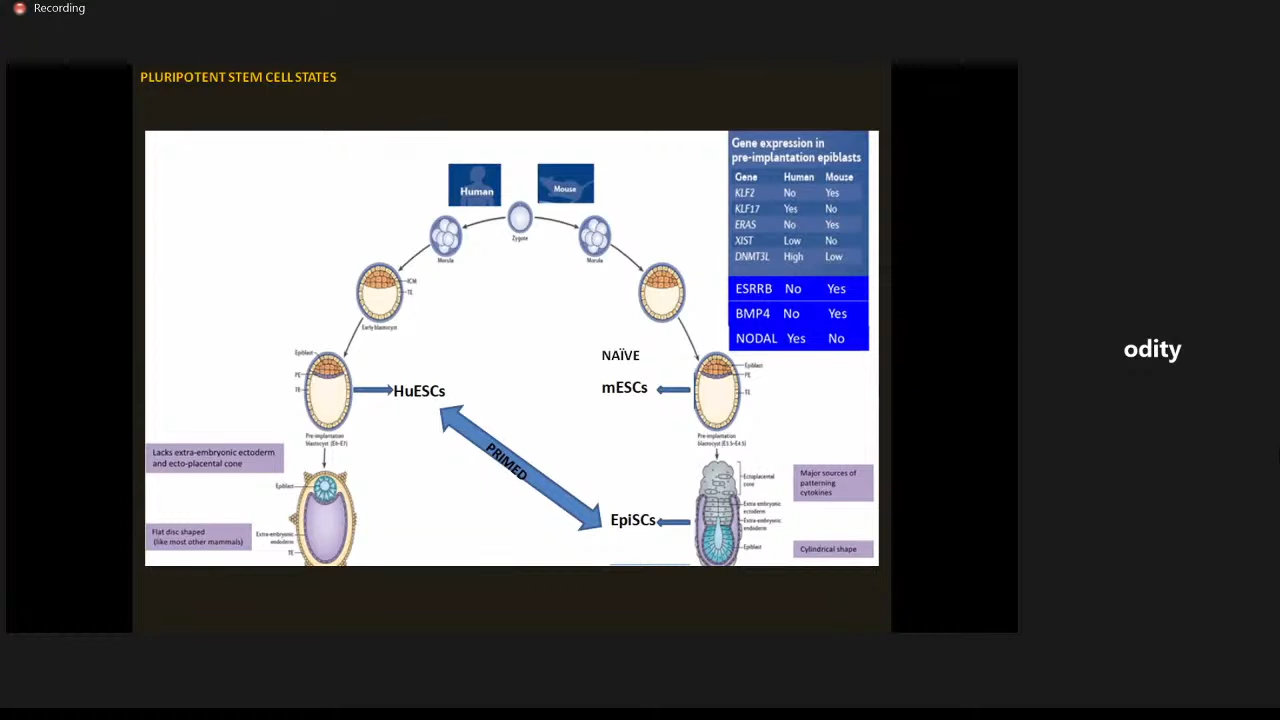 Recording
PLURIPOTENT STEM CELL STATES
Human
Mouse
Zygote
Morula
Morula
ICM
TE
Early blastocyst
Gene expression in
pre-implantation epiblasts
Gene Human Mouse
KLF2 No Yes
KLF17 Yes No
ERAS No Yes
XIST Low No
DNMT3L High Low
ESRRB No Yes
BMP4 No Yes
NODAL Yes No
odity
Epiblast
PE
TE
HuESCs
NAÏVE
mESCs
Epiblast
PE
TE
Pre-implantation
blastocyst (E6-E7)
Pre-implantation
blastocyst (E3.5-E4.5)
PRIMED
Lacks extra-embryonic ectoderm
and ecto-placental cone
Epiblast
Flat disc shaped
(like most other mammals)
Extra-embryonic
endoderm
TE
EpiSCs
Ectoplacental
cone
Extra-embryonic
ectoderm
Extra-embryonic
endoderm
Epiblast
Major sources of
patterning
cytokines
Cylindrical shape